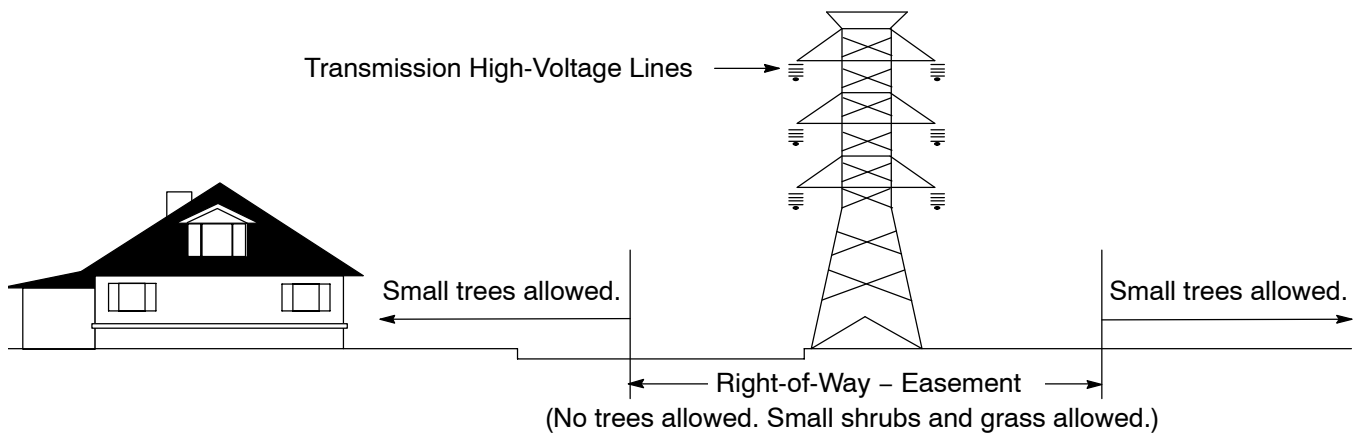 Transmission High-Voltage Lines
Small trees allowed.
Small trees allowed.
Right-of-Way – Easement
(No trees allowed. Small shrubs and grass allowed.)